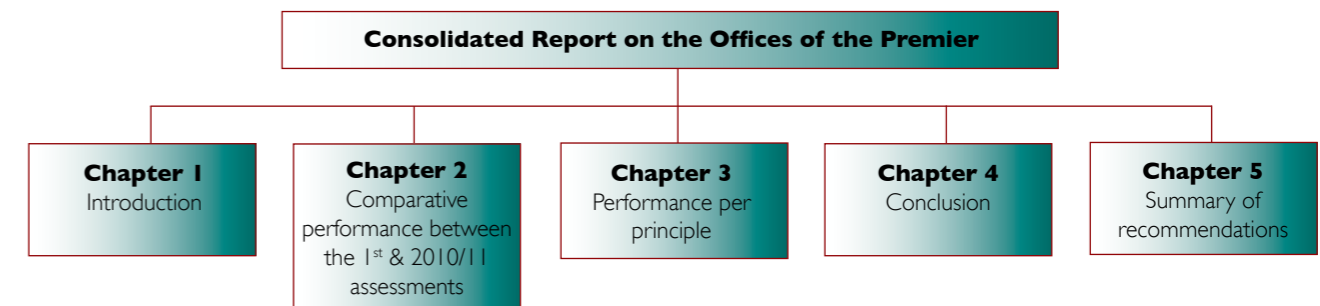 Consolidated Report on the Offices of the Premier
Chapter 1
Introduction
Chapter 2
Comparative
performance between
the 1st & 2010/11
assessments
Chapter 3
Performance per
principle
Chapter 4
Conclusion
Chapter 5
Summary of
recommendations